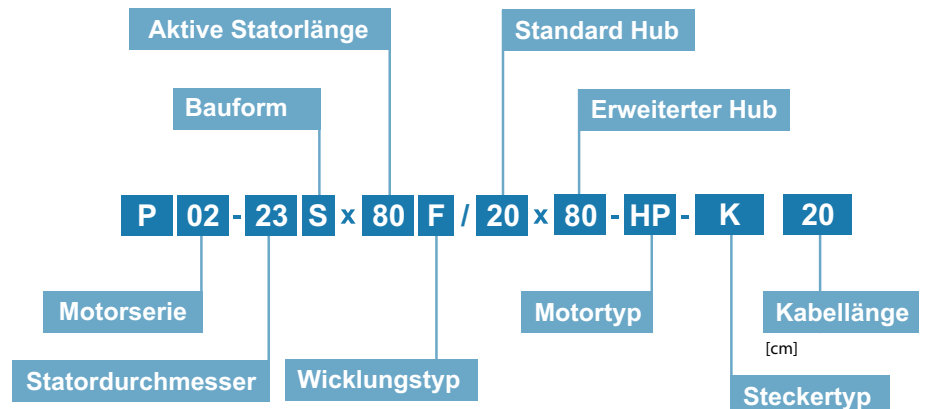 Aktive Statorlänge
Standard Hub
Bauform
Erweiterter Hub
P 02 - 23 S x 80 F / 20 x 80 - HP - K 20
Motorserie
Motortyp
Kabellänge
[cm]
Statordurchmesser
Wicklungstyp
Steckertyp